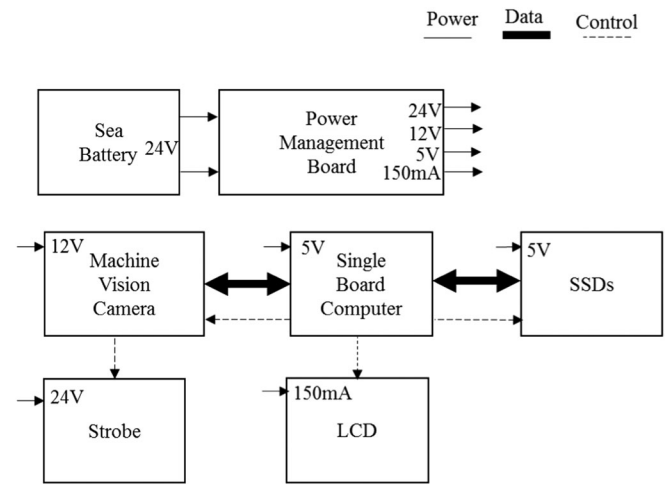 Power Data Control
Sea
Battery
24V
Power
Management
Board
24V
12V
5V
150mA
12V
Machine
Vision
Camera
5V
Single
Board
Computer
5V
SSDs
24V
Strobe
150mA
LCD